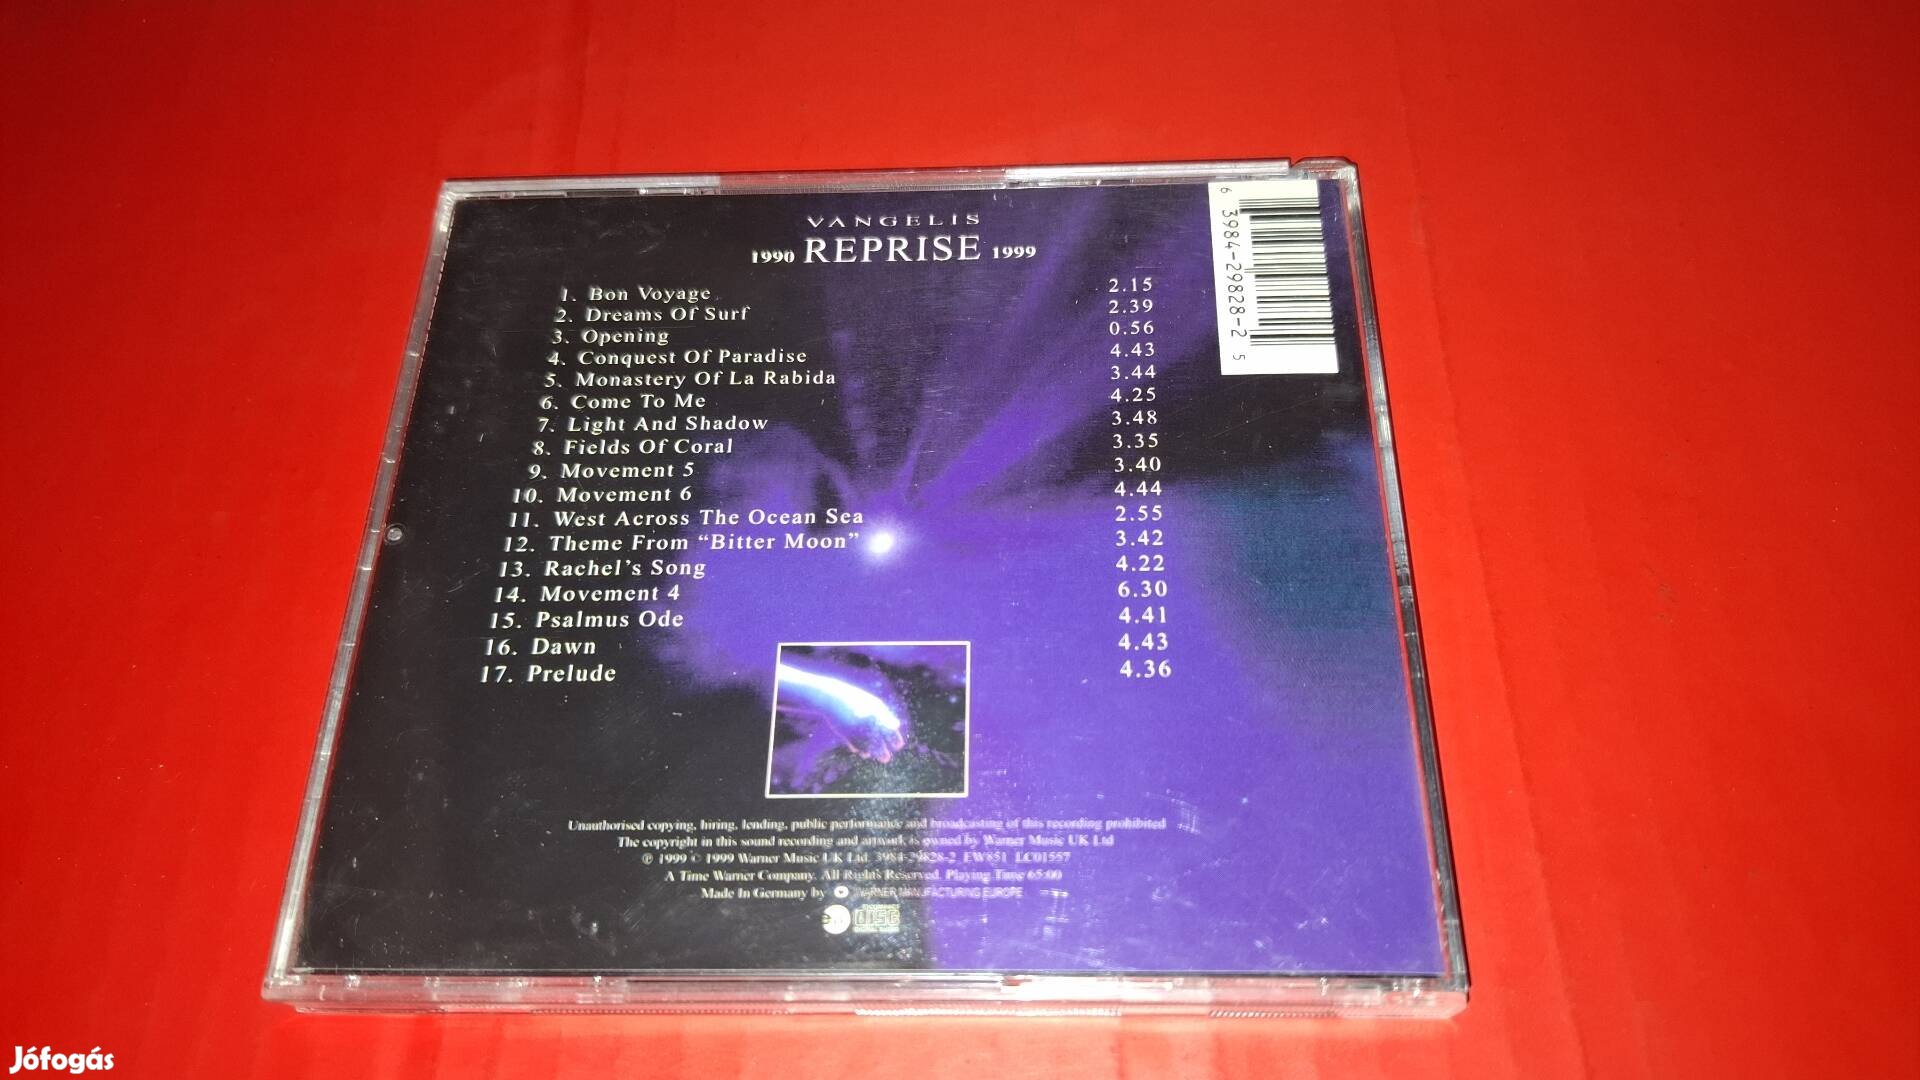 VANGELIS
1990 REPRISE 1999
1. Bon Voyage 2.15
2. Dreams Of Surf 2.39
3. Opening 0.56
4. Conquest Of Paradise 4.43
5. Monastery Of La Rabida 3.44
6. Come To Me 4.25
7. Light And Shadow 3.48
8. Fields Of Coral 3.35
9. Movement 5 3.40
10. Movement 6 4.44
11. West Across The Ocean Sea 2.55
12. Theme From “Bitter Moon” 3.42
13. Rachel’s Song 4.22
14. Movement 4 6.30
15. Psalmus Ode 4.41
16. Dawn 4.43
17. Prelude 4.36
6 3984-29828-2 5
Unauthorised copying, hiring, lending, public performance and broadcasting of this recording prohibited
The copyright in this sound recording and artwork is owned by Warner Music UK Ltd
℗ 1999 © 1999 Warner Music UK Ltd. 3984-29828-2 EW851 LC01557
A Time Warner Company. All Rights Reserved. Playing Time 65:00
Made In Germany by WARNER MANUFACTURING EUROPE
disc
Jófogás